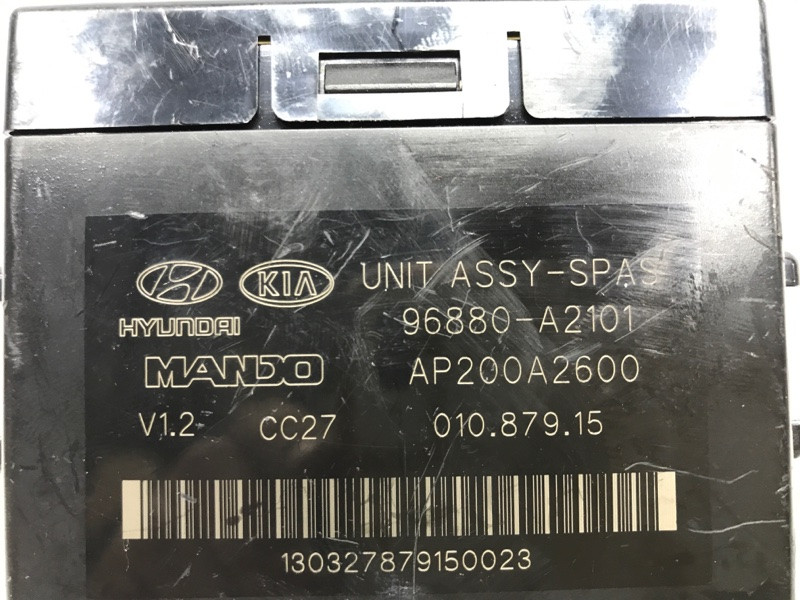 HYUNDAI KIA UNIT ASSY-SPAS
96880-A2101
MANDO AP200A2600
V1.2 CC27 010.879.15
130327879150023